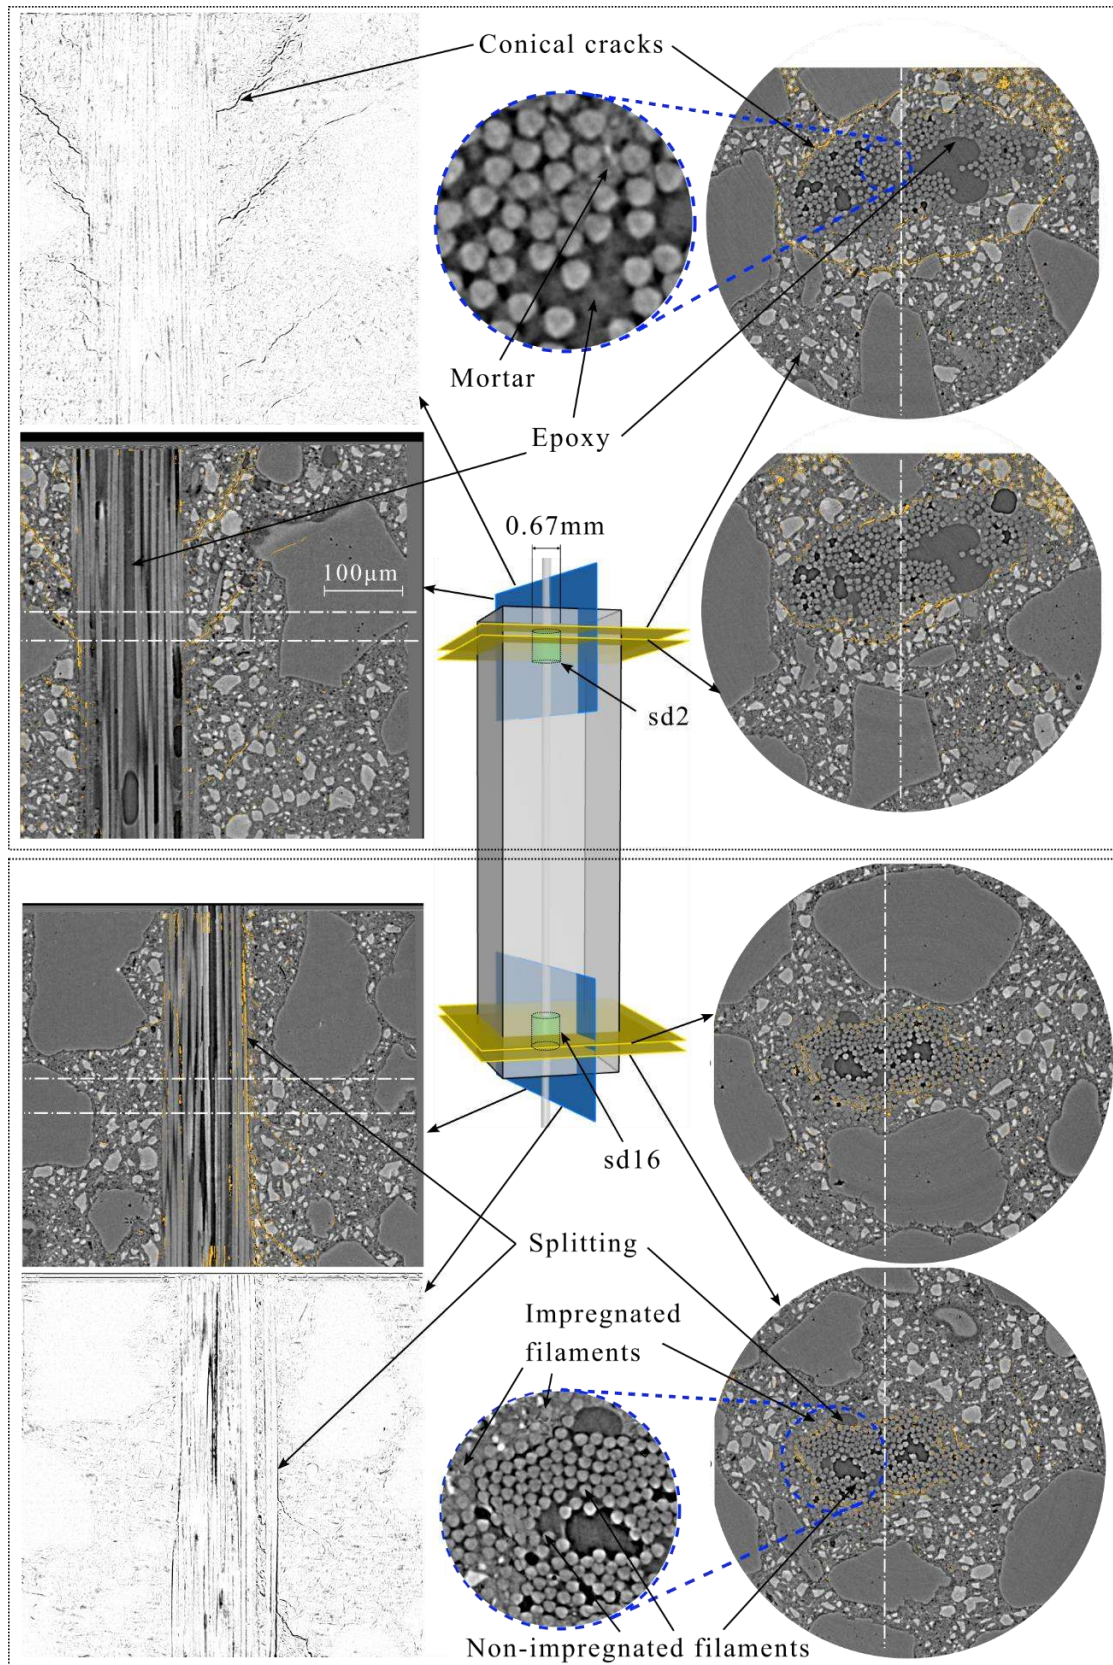 Conical cracks
Mortar
Epoxy
0.67mm
100µm
sd2
sd16
Splitting
Impregnated
filaments
Non-impregnated filaments